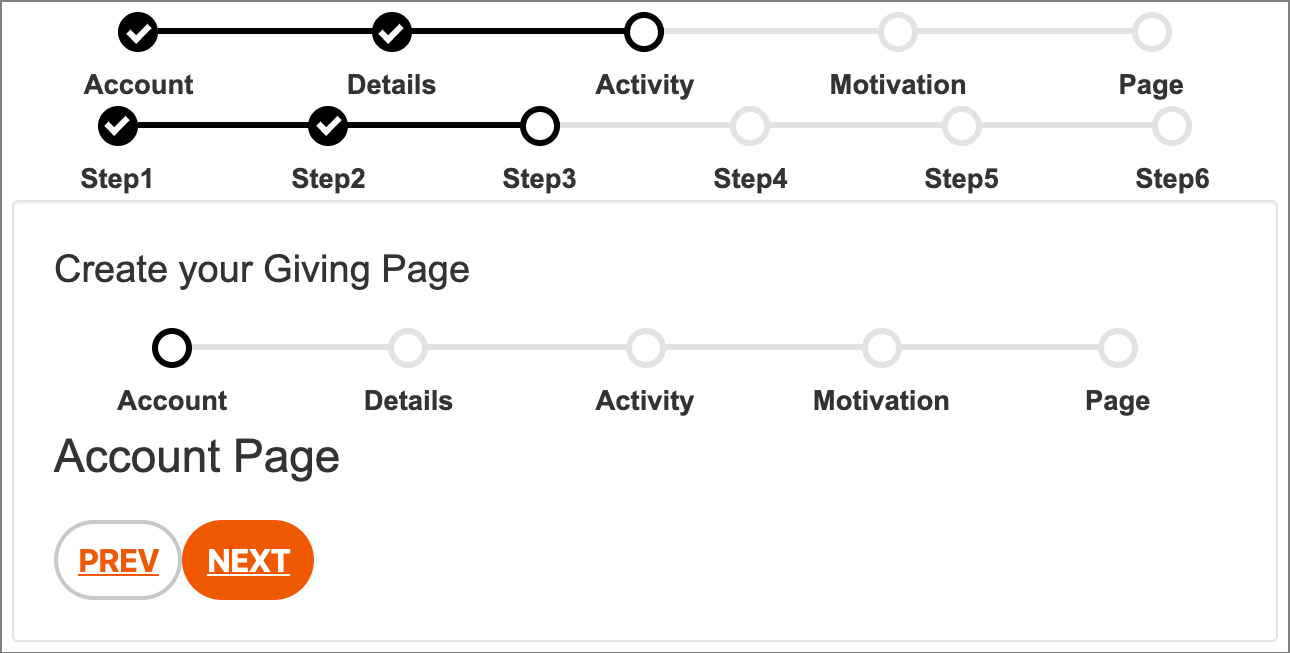 Account Details Activity Motivation Page
Step1 Step2 Step3 Step4 Step5 Step6
Create your Giving Page
Account Details Activity Motivation Page
Account Page
PREV NEXT